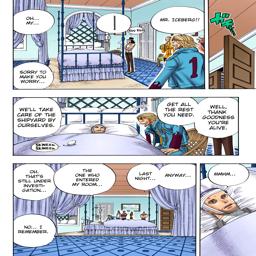 MR. ICEBERG!!
OH,
MY...
SORRY TO
MAKE YOU
WORRY...
WELL,
THANK
GOODNESS
YOU'RE
ALIVE.
GET ALL
THE REST
YOU NEED.
WE'LL TAKE
CARE OF THE
SHIPYARD BY
OURSELVES.
MMHM...
ANYWAY...
LAST
NIGHT...
THE
ONE WHO
ENTERED
MY ROOM...
OH,
THAT'S
STILL UNDER
INVESTI-
GATION...
NO... I
REMEMBER.